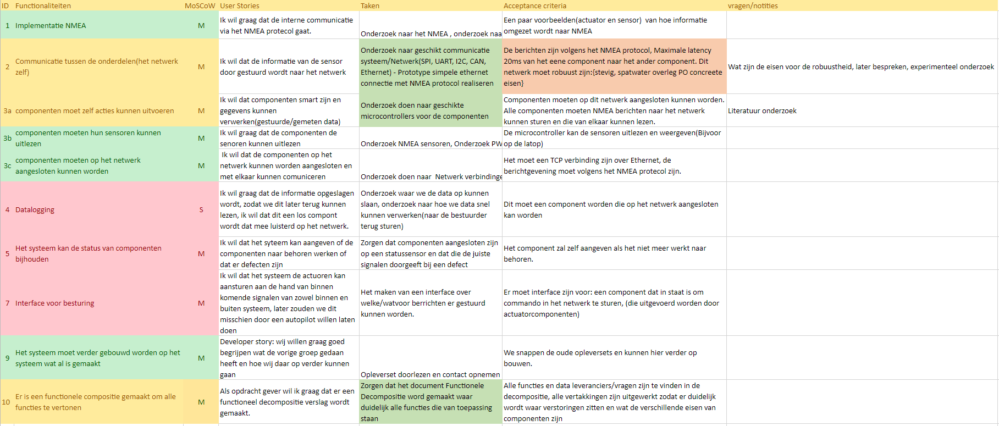 ID Functionaliteiten MoSCoW User Stories Taken Acceptance criteria vragen/notities
1 Implementatie NMEA M
Ik wil graag dat de interne communicatie
via het NMEA protecol gaat.
Onderzoek naar het NMEA , onderzoek naa
Een paar voorbeelden(actuator en sensor) van hoe informatie
omgezet wordt naar NMEA
2
Communicatie tussen de onderdelen(het netwerk
zelf)
M
Ik wil dat de informatie van de sensor
door gestuurd wordt naar het netwerk
Onderzoek naar geschikt communicatie
systeem/Netwerk(SPI, UART, I2C, CAN,
Ethernet) - Prototype simpele ethernet
connectie met NMEA protocol realiseren
De berichten zijn volgens het NMEA protocol, Maximale latency
20ms van het eene component naar het ander component. Dit
netwerk moet robuust zijn:{stevig, spatwater overleg PO concreete
eisen}
Wat zijn de eisen voor de robuustheid, later bespreken, experimenteel onderzoek
3a componenten moet zelf acties kunnen uitvoeren M
Ik wil dat componenten smart zijn en
gegevens kunnen
verwerken(gestuurde/gemeten data)
Onderzoek doen naar geschikte
microcontrollers voor de componenten
Componenten moeten op dit netwerk aangesloten kunnen worden.
Alle componenten moeten NMEA berichten naar het netwerk
kunnen sturen en die van elkaar kunnen lezen.
Literatuur onderzoek
3b
componenten moeten hun sensoren kunnen
uitlezen
M
Ik wil graag dat de componenten de
senoren kunnen uitlezen
Onderzoek NMEA sensoren, Onderzoek PW
De microcontroller kan de sensoren uitlezen en weergeven(Bijvoor
op de latop)
3c
componenten moeten op het netwerk
aangesloten kunnen worden
M
Ik wil dat de componenten op het
netwerk kunnen worden aangesloten en
met elkaar kunnen comuniceren
Onderzoek doen naar Netwerk verbindinge
Het moet een TCP verbinding zijn over Ethernet, de
berichtgevening moet volgens het NMEA protocol zijn.
4 Datalogging S
Ik wil graag dat de informatie opgeslagen
wordt, zodat we dit later terug kunnen
lezen, ik wil dat dit een los compont
wordt dat mee luisterd op het netwerk.
Onderzoek waar we de data op kunnen
slaan, onderzoek naar hoe we data snel
kunnen verwerken(naar de bestuurder
terug sturen)
Dit moet een component worden die op het netwerk aangesloten
kan worden
5
Het systeem kan de status van componenten
bijhouden
M
Ik wil dat het syteem kan aangeven of de
componenten naar behoren werken of
dat er defecten zijn
Zorgen dat componenten aangesloten zijn
op een statussensor en dat die de juiste
signalen doorgeeft bij een defect
Het component zal zelf aangeven als het niet meer werkt naar
behoren.
7 Interface voor besturing M
Ik wil dat het systeem de actuoren kan
aansturen aan de hand van binnen
komende signalen van zowel binnen en
buiten systeem, later zouden we dit
misschien door een autopilot willen laten
doen
Het maken van een interface over
welke/watvoor berrichten er gestuurd
kunnen worden.
Er moet interface zijn voor: een component dat in staat is om
commando in het netwerk te sturen, (die uitgevoerd worden door
actuatorcomponenten)
9
Het systeem moet verder gebouwd worden op het
systeem wat al is gemaakt
M
Developer story: wij willen graag goed
begrijpen wat de vorige groep gedaan
heeft en hoe wij daar op verder kunnen
gaan
Opleverset doorlezen en contact opnemen
We snappen de oude opleversets en kunnen hier verder op
bouwen.
10
Er is een functionele compositie gemaakt om alle
functies te vertonen
M
Als opdracht gever wil ik graag dat er een
functioneel decompositie verslag wordt
gemaakt.
Zorgen dat het document Functionele
Decompositie word gemaakt waar
duidelijk alle functies die van toepassing
staan
Alle functies en data leveranciers/vragen zijn te vinden in de
decompositie, alle vertakkingen zijn uitgewerkt zodat er duidelijk
wordt waar verstoringen zitten en wat de verschillende eisen van
componenten zijn